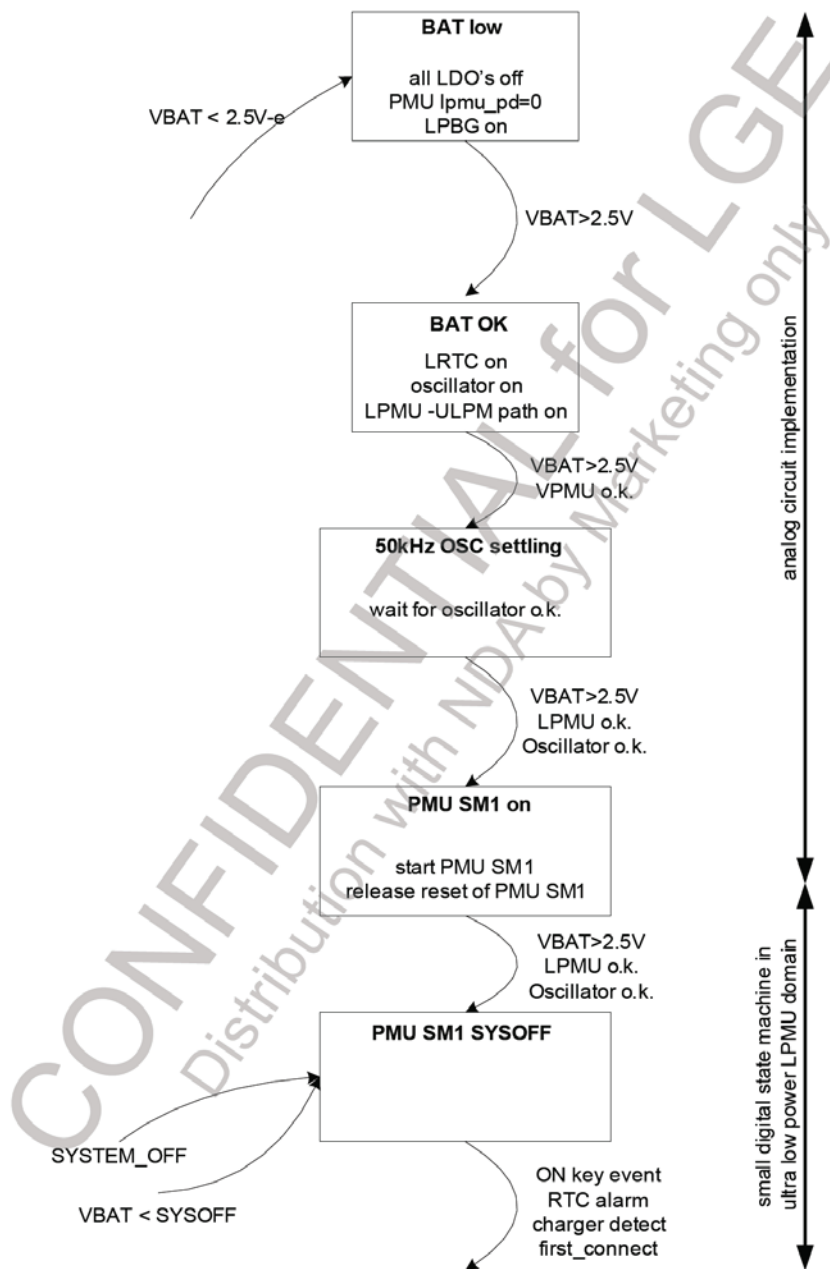 BAT low
all LDO's off
PMU lpmu_pd=0
LPBG on
VBAT < 2.5V-e
VBAT>2.5V
BAT OK
LRTC on
oscillator on
LPMU -ULPM path on
VBAT>2.5V
VPMU o.k.
50kHz OSC settling
wait for oscillator o.k.
VBAT>2.5V
LPMU o.k.
Oscillator o.k.
PMU SM1 on
start PMU SM1
release reset of PMU SM1
VBAT>2.5V
LPMU o.k.
Oscillator o.k.
PMU SM1 SYSOFF
SYSTEM_OFF
VBAT < SYSOFF
ON key event
RTC alarm
charger detect
first_connect
analog circuit implementation
small digital state machine in
ultra low power LPMU domain
CONFIDENTIAL for LGE
Distribution with NDA by Marketing only